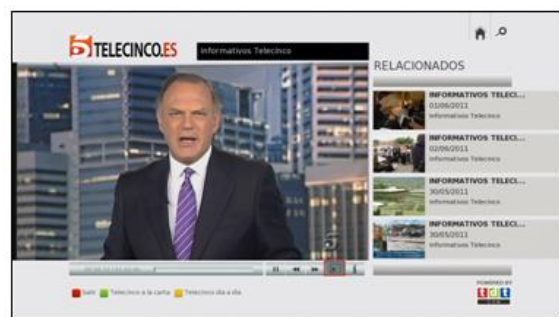 5 TELECINCO.ES
Informativos Telecinco
RELACIONADOS
INFORMATIVOS TELECI...
01/06/2011
Informativos Telecinco
INFORMATIVOS TELECI...
02/06/2011
Informativos Telecinco
INFORMATIVOS TELECI...
30/05/2011
Informativos Telecinco
INFORMATIVOS TELECI...
30/05/2011
Informativos Telecinco
Salir
Telecinco a la carta
Telecinco día a día
POWERED BY
tdt